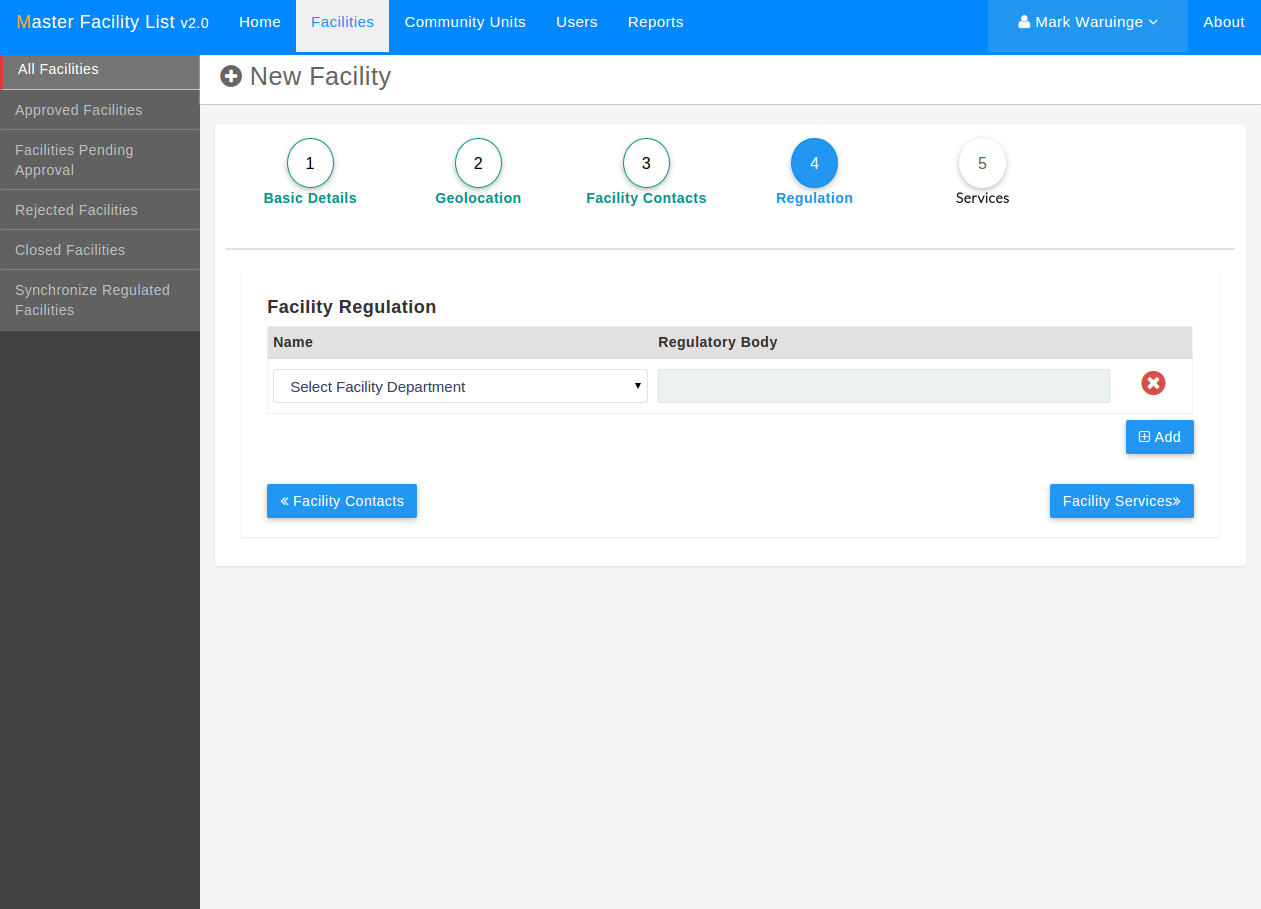 Master Facility List v2.0 Home Facilities Community Units Users Reports Mark Waruinge About
All Facilities
Approved Facilities
Facilities Pending
Approval
Rejected Facilities
Closed Facilities
Synchronize Regulated
Facilities
New Facility
1 2 3 4 5
Basic Details Geolocation Facility Contacts Regulation Services
Facility Regulation
Name Regulatory Body
Select Facility Department
Add
« Facility Contacts Facility Services»